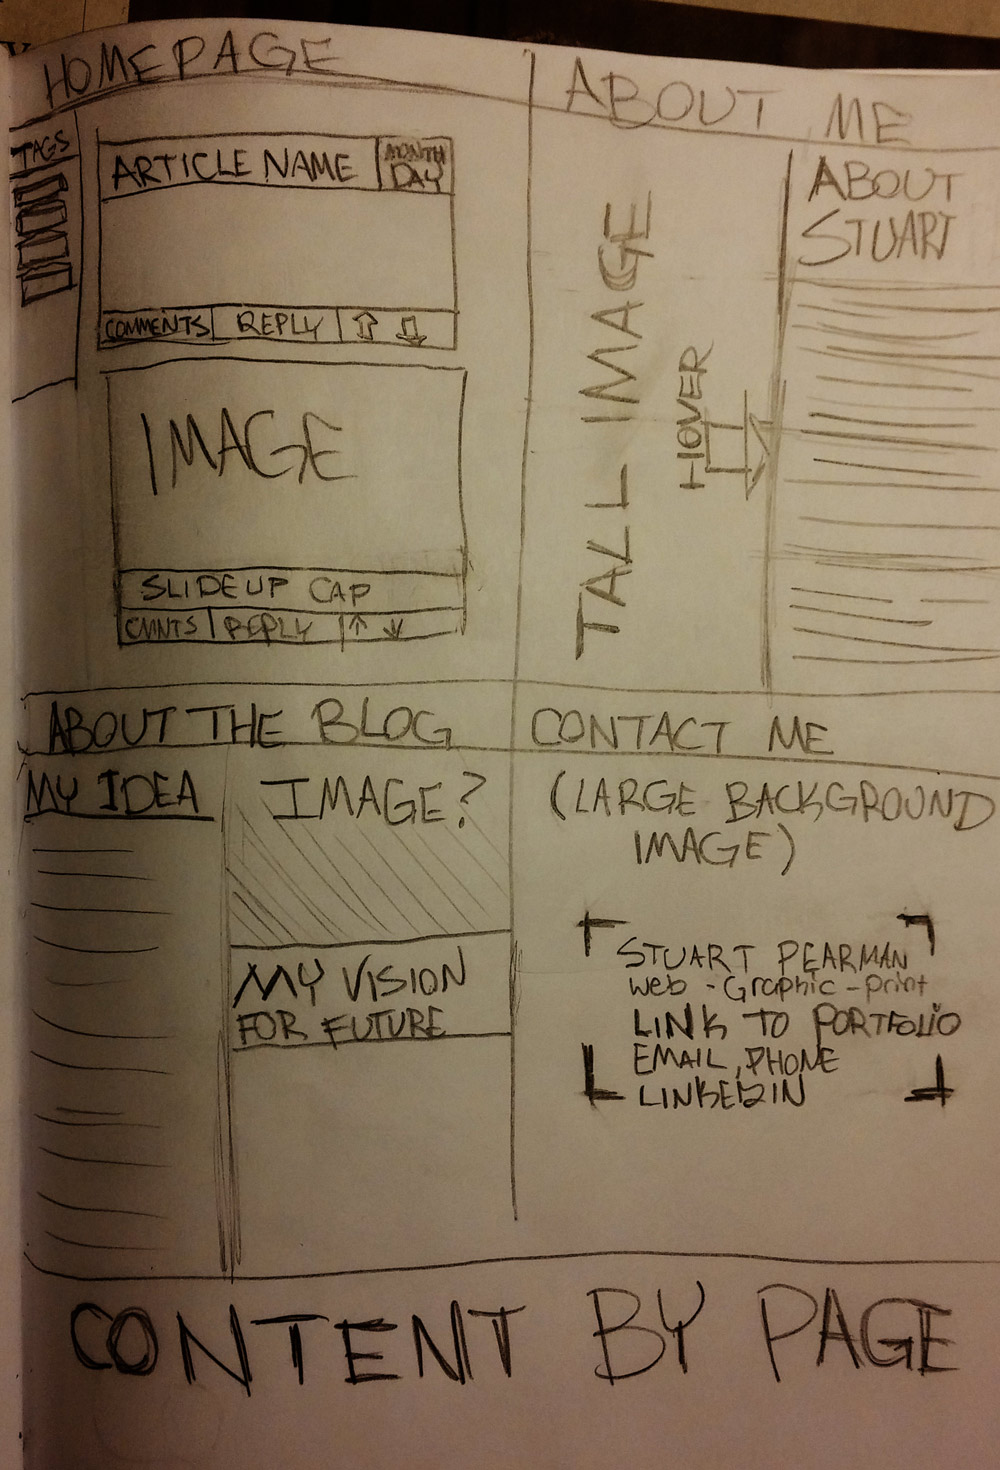 HOMEPAGE
TAGS
ARTICLE NAME
MONTH
DAY
COMMENTS
REPLY
IMAGE
SLIDE UP CAP
CMNTS
REPLY
ABOUT ME
TALL IMAGE
HOVER
ABOUT
STUART
ABOUT THE BLOG
MY IDEA
IMAGE?
MY VISION
FOR FUTURE
CONTACT ME
(LARGE BACKGROUND
IMAGE)
STUART PEARMAN
Web - Graphic - print
LINK TO PORTFOLIO
EMAIL, PHONE
LINKEDIN
CONTENT BY PAGE